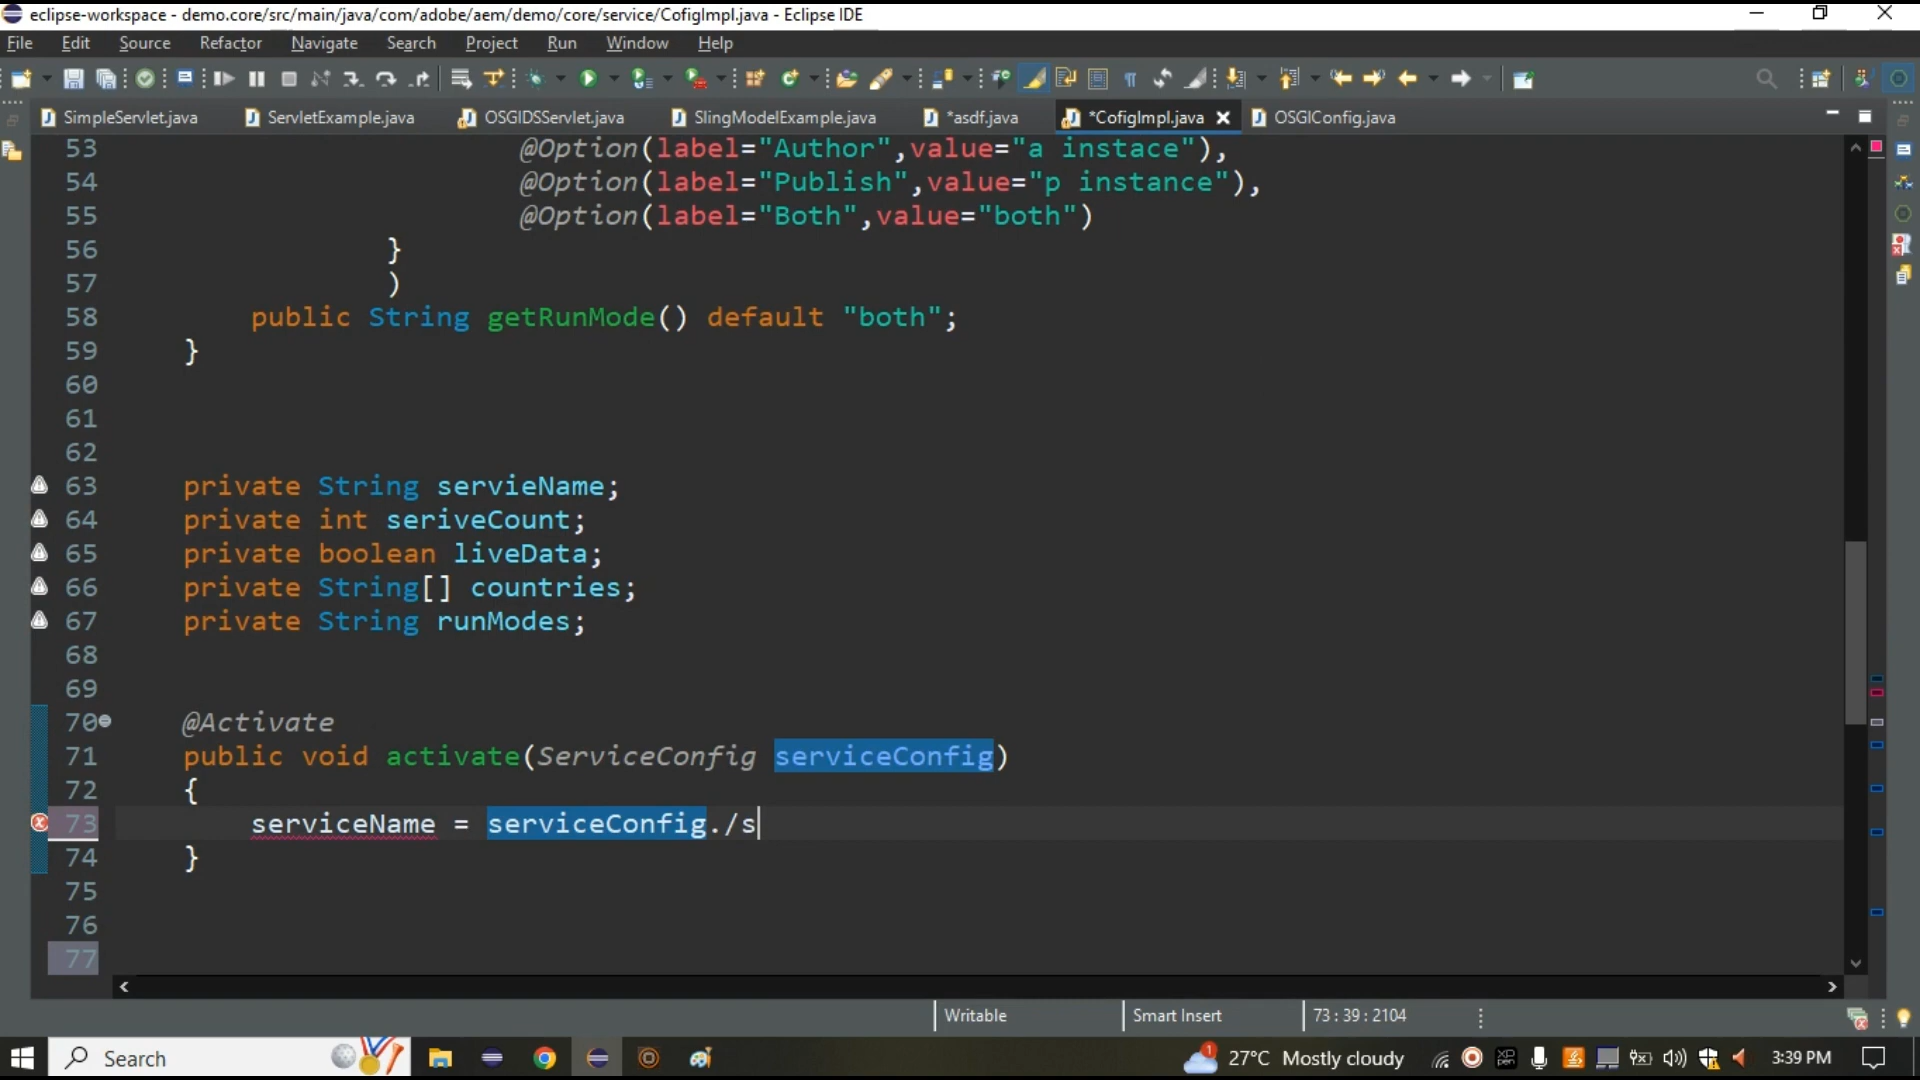 eclipse-workspace - demo.core/src/main/java/com/adobe/aem/demo/core/service/CofigImpl.java - Eclipse IDE
File Edit Source Refactor Navigate Search Project Run Window Help
SimpleServlet.java ServletExample.java OSGIDSServlet.java SlingModelExample.java *asdf.java *CofigImpl.java OSGIConfig.java
53 @Option(label="Author",value="a instace"),
54 @Option(label="Publish",value="p instance"),
55 @Option(label="Both",value="both")
56 }
57 )
58 public String getRunMode() default "both";
59 }
60
61
62
63 private String servieName;
64 private int seriveCount;
65 private boolean liveData;
66 private String[] countries;
67 private String runModes;
68
69
70 @Activate
71 public void activate(ServiceConfig serviceConfig)
72 {
73 serviceName = serviceConfig./s
74 }
75
76
77
Writable Smart Insert 73 : 39 : 2104
Search 1 27°C Mostly cloudy 3:39 PM